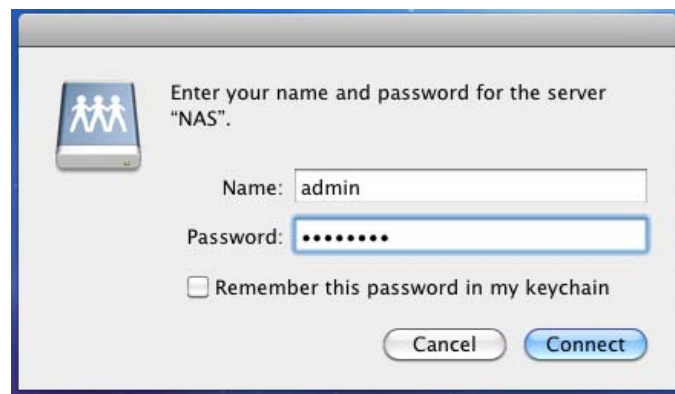 Enter your name and password for the server
“NAS”.
Name: admin
Password: ••••••••
Remember this password in my keychain
Cancel Connect